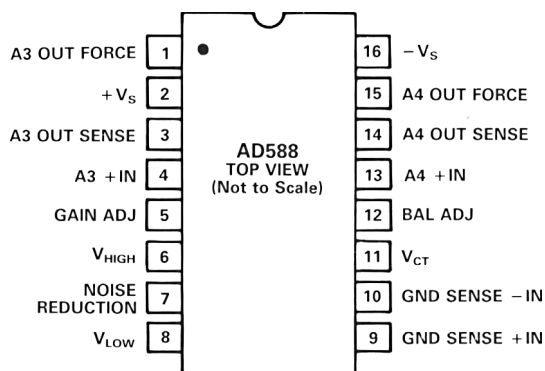 A3 OUT FORCE 1 16 −VS
+VS 2 15 A4 OUT FORCE
A3 OUT SENSE 3 14 A4 OUT SENSE
AD588
TOP VIEW
(Not to Scale)
A3 +IN 4 13 A4 +IN
GAIN ADJ 5 12 BAL ADJ
VHIGH 6 11 VCT
NOISE
REDUCTION 7 10 GND SENSE −IN
VLOW 8 9 GND SENSE +IN